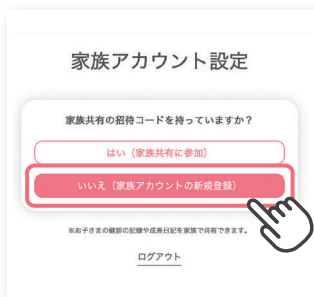 家族アカウント設定
家族共有の招待コードを持っていますか？
はい（家族共有に参加）
いいえ（家族アカウントの新規登録）
※お子さまの健診の記録や成長日記を家族で共有できます。
ログアウト